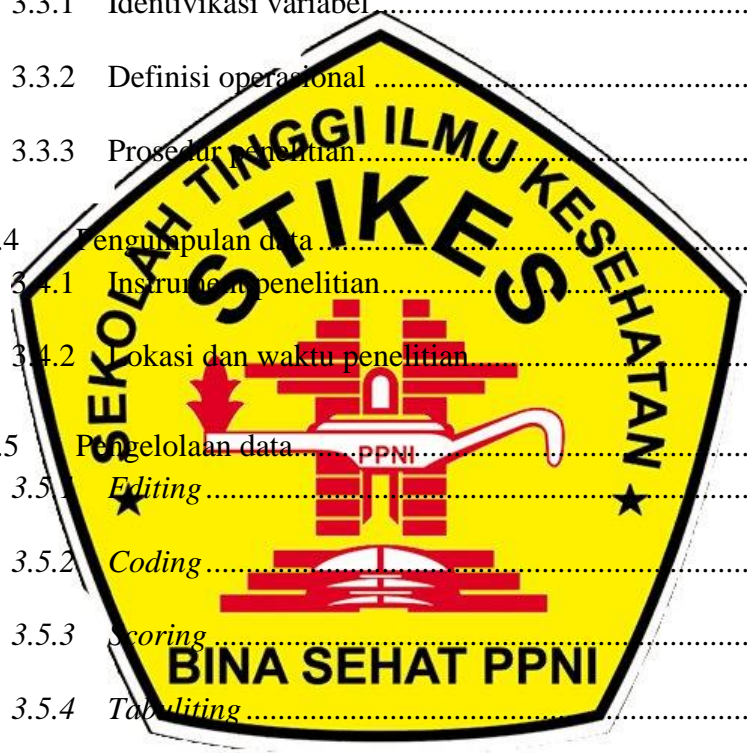 3.3.1 Identivikasi variabel ..........................................
3.3.2 Definisi operasional ..........................................
3.3.3 Prosedur penelitian ..........................................
.4 Pengumpulan data ..........................................
3.4.1 Instrument penelitian ..........................................
3.4.2 Lokasi dan waktu penelitian ..........................................
.5 Pengelolaan data ..........................................
3.5.1 Editing ..........................................
3.5.2 Coding ..........................................
3.5.3 Scoring ..........................................
3.5.4 Tabuliting ..........................................
SEKOLAH TINGGI ILMU KESEHATAN
STIKES
PPNI
BINA SEHAT PPNI